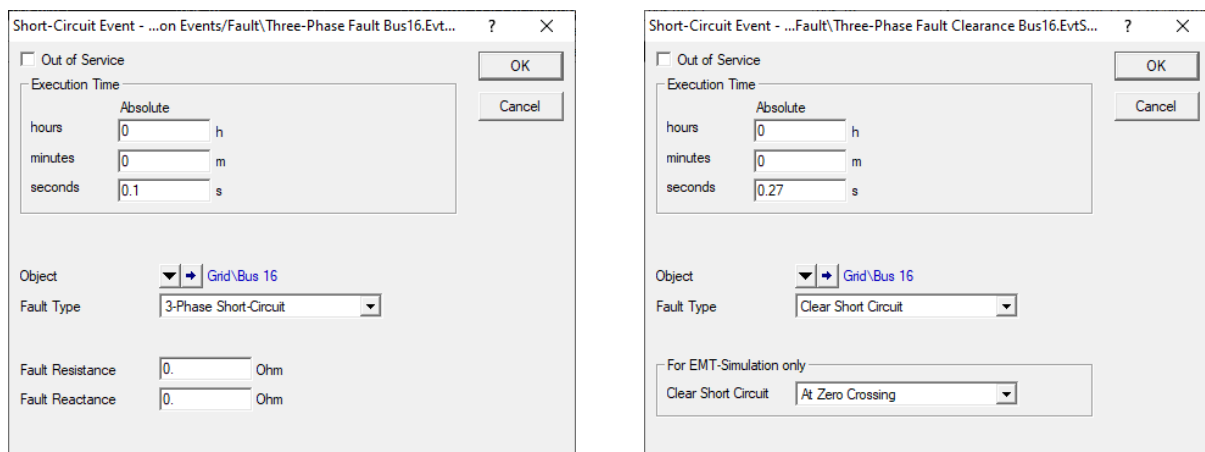 Short-Circuit Event - ...on Events/Fault\Three-Phase Fault Bus16.Evt... ? ×
Out of Service
OK
Execution Time
Cancel
Absolute
hours 0 h
minutes 0 m
seconds 0.1 s
Object Grid\Bus 16
Fault Type 3-Phase Short-Circuit
Fault Resistance 0. Ohm
Fault Reactance 0. Ohm
Short-Circuit Event - ...Fault\Three-Phase Fault Clearance Bus16.EvtS... ? ×
Out of Service
OK
Execution Time
Cancel
Absolute
hours 0 h
minutes 0 m
seconds 0.27 s
Object Grid\Bus 16
Fault Type Clear Short Circuit
For EMT-Simulation only
Clear Short Circuit At Zero Crossing